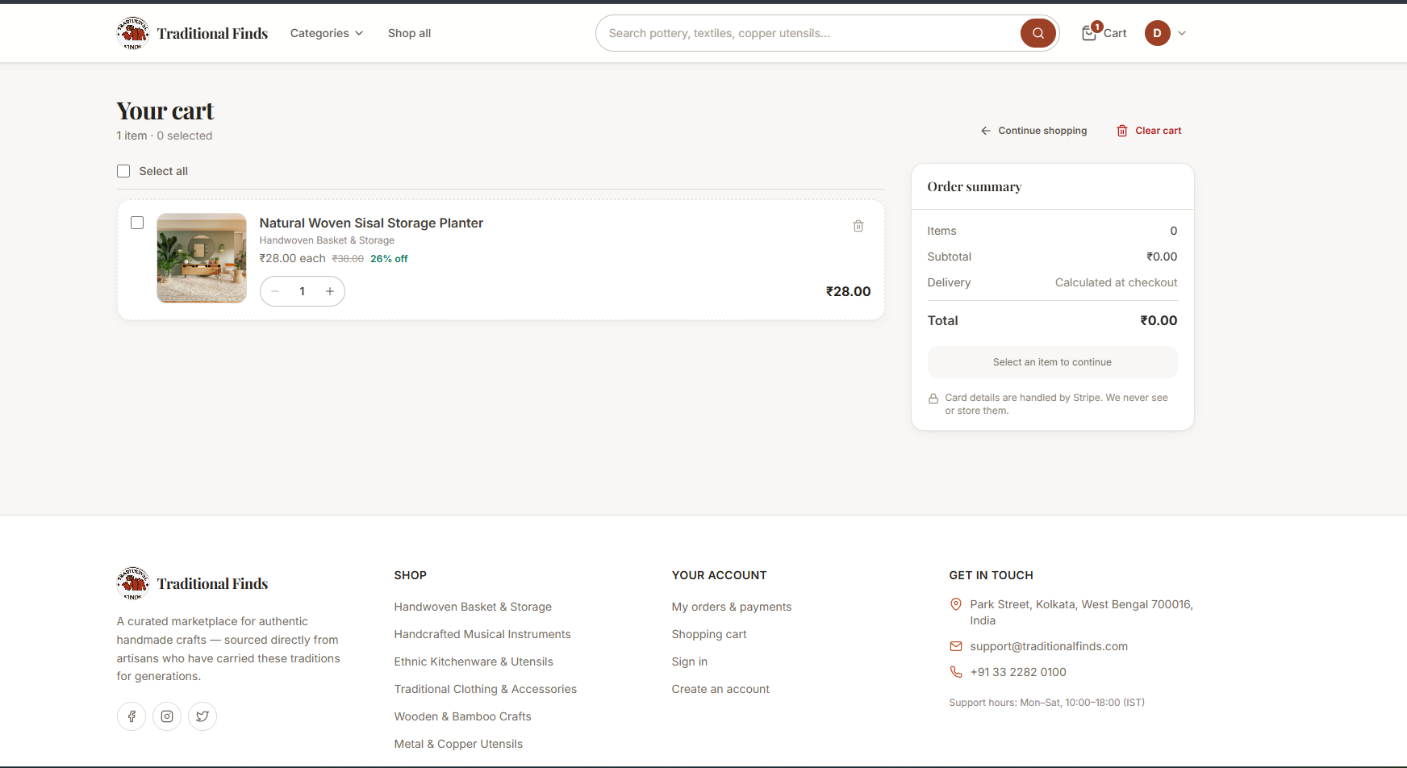 TRADITIONAL FINDS
Traditional Finds
Categories
Shop all
Search pottery, textiles, copper utensils...
1
Cart
D
Your cart
1 item · 0 selected
Continue shopping
Clear cart
Select all
Natural Woven Sisal Storage Planter
Handwoven Basket & Storage
₹28.00 each ₹38.00 26% off
− 1 +
₹28.00
Order summary
Items 0
Subtotal ₹0.00
Delivery Calculated at checkout
Total ₹0.00
Select an item to continue
Card details are handled by Stripe. We never see
or store them.
TRADITIONAL FINDS
Traditional Finds
A curated marketplace for authentic
handmade crafts — sourced directly from
artisans who have carried these traditions
for generations.
SHOP
Handwoven Basket & Storage
Handcrafted Musical Instruments
Ethnic Kitchenware & Utensils
Traditional Clothing & Accessories
Wooden & Bamboo Crafts
Metal & Copper Utensils
YOUR ACCOUNT
My orders & payments
Shopping cart
Sign in
Create an account
GET IN TOUCH
Park Street, Kolkata, West Bengal 700016,
India
support@traditionalfinds.com
+91 33 2282 0100
Support hours: Mon–Sat, 10:00–18:00 (IST)